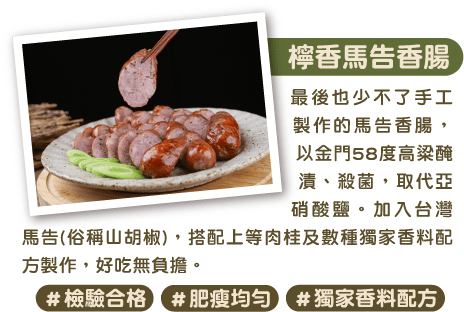 檸香馬告香腸
最後也少不了手工
製作的馬告香腸，
以金門58度高粱醃
漬、殺菌，取代亞
硝酸鹽。加入台灣
馬告(俗稱山胡椒)，搭配上等肉桂及數種獨家香料配
方製作，好吃無負擔。
#檢驗合格 #肥瘦均勻 #獨家香料配方